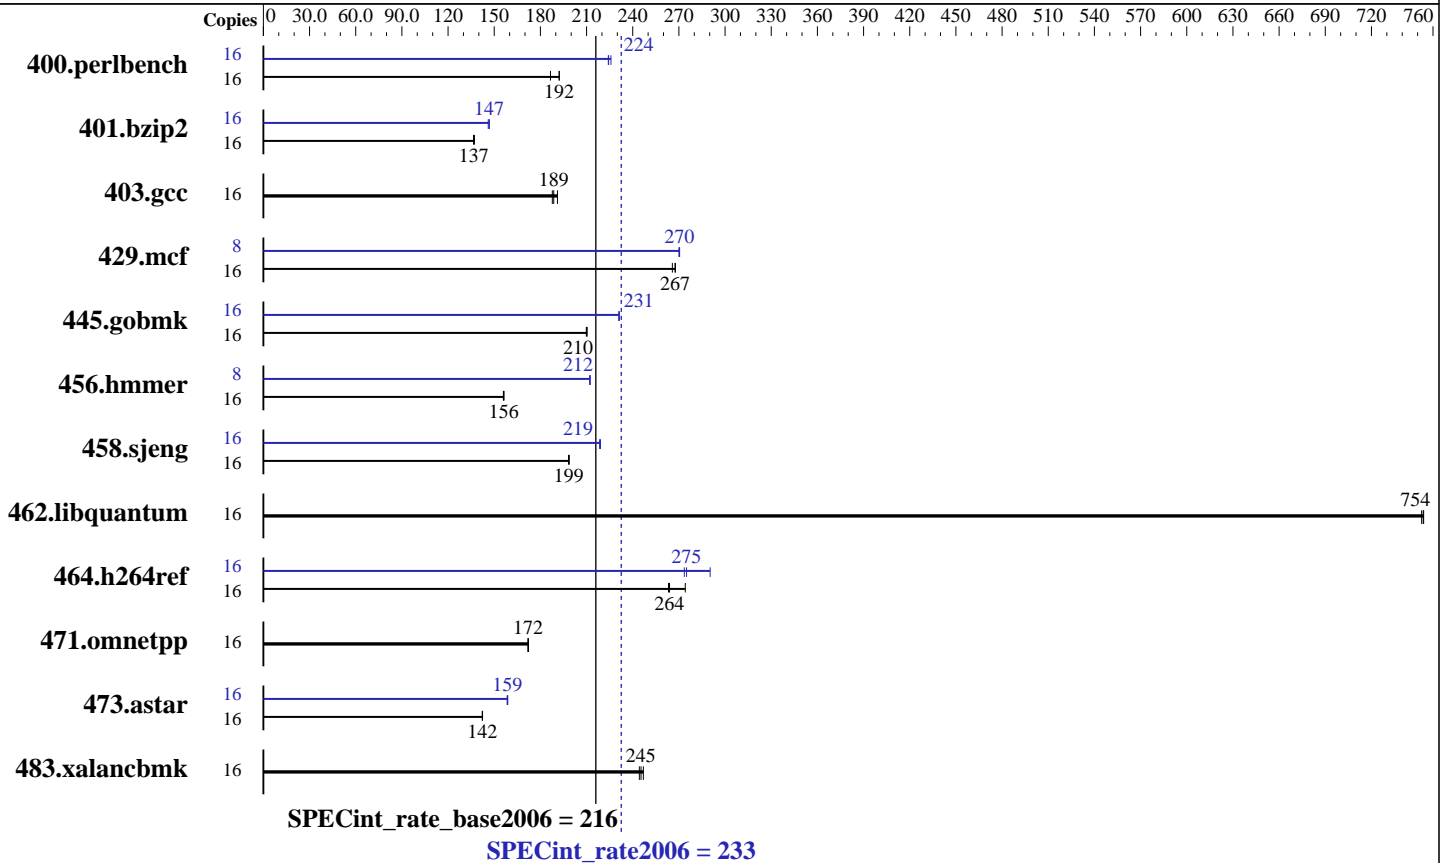 Copies 0 30.0 60.0 90.0 120 150 180 210 240 270 300 330 360 390 420 450 480 510 540 570 600 630 660 690 720 760
400.perlbench 16 224
16 192
401.bzip2 16 147
16 137
403.gcc 16 189
429.mcf 8 270
16 267
445.gobmk 16 231
16 210
456.hmmer 8 212
16 156
458.sjeng 16 219
16 199
462.libquantum 16 754
464.h264ref 16 275
16 264
471.omnetpp 16 172
473.astar 16 159
16 142
483.xalancbmk 16 245
SPECint_rate_base2006 = 216
SPECint_rate2006 = 233